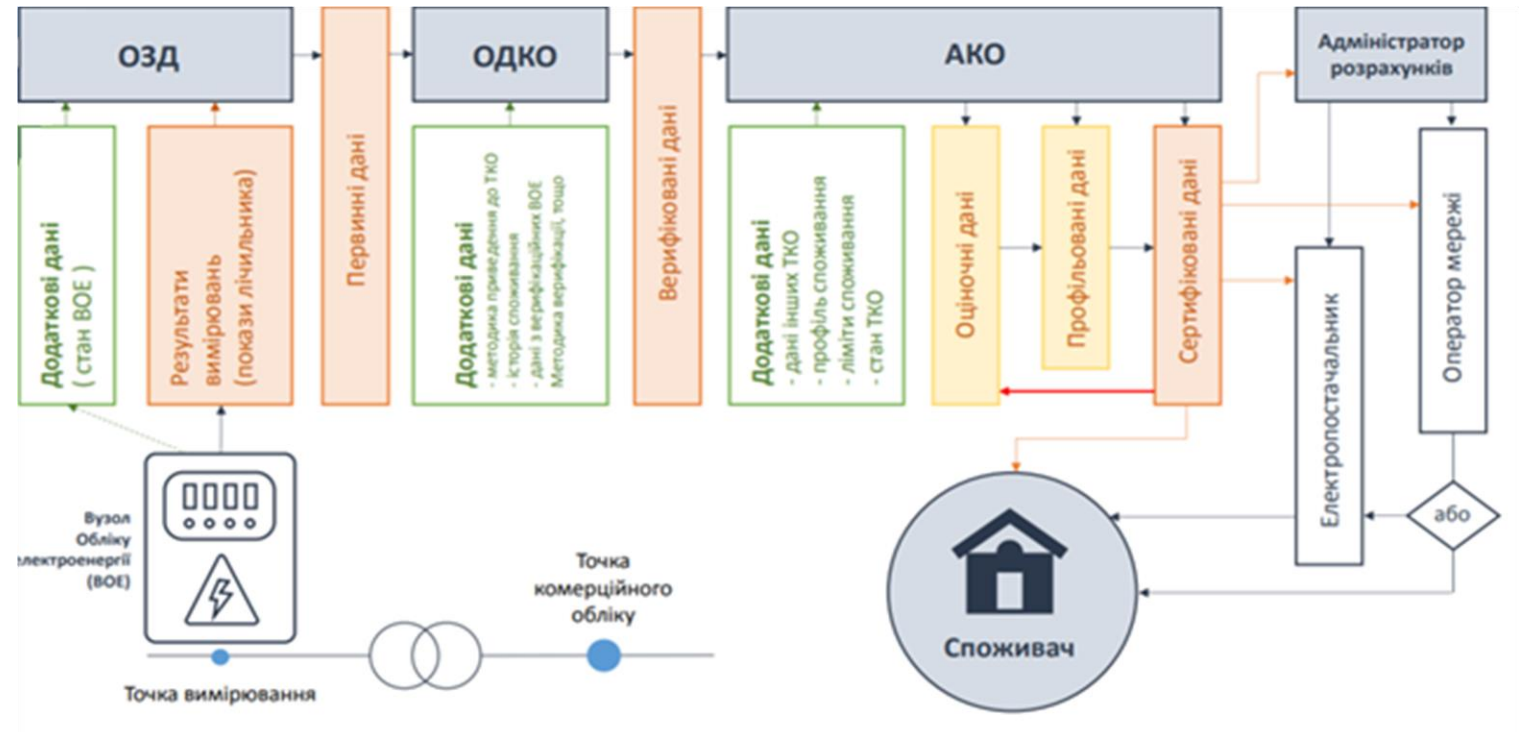 ОЗД
ОДКО
АКО
Адміністратор
розрахунків
Додаткові дані
( стан ВОЕ )
Результати
вимірювань
(покази лічильника)
Первинні дані
Додаткові дані
- методика приведення до ТКО
- історія споживання
- дані з верифікаційних ВОЕ
Методика верифікації, тощо
Верифіковані дані
Додаткові дані
- дані інших ТКО
- профіль споживання
- ліміти споживання
- стан ТКО
Оціночні дані
Профільовані дані
Сертифіковані дані
Електропостачальник
Оператор мережі
або
Вузол
Обліку
лектроенергії
(ВОЕ)
Точка
комерційного
обліку
Точка вимірювання
Споживач